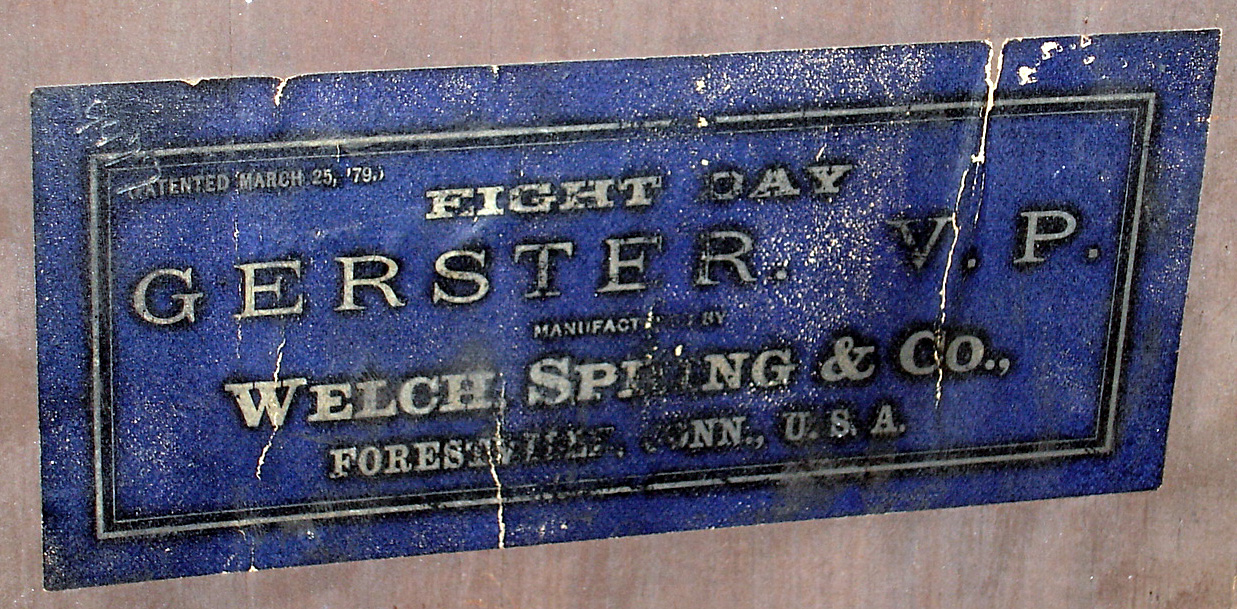 PATENTED MARCH 25, '79.)
EIGHT DAY
GERSTER. V.P.
MANUFACTURED BY
WELCH, SPRING & CO.,
FORESTVILLE, CONN., U.S.A.